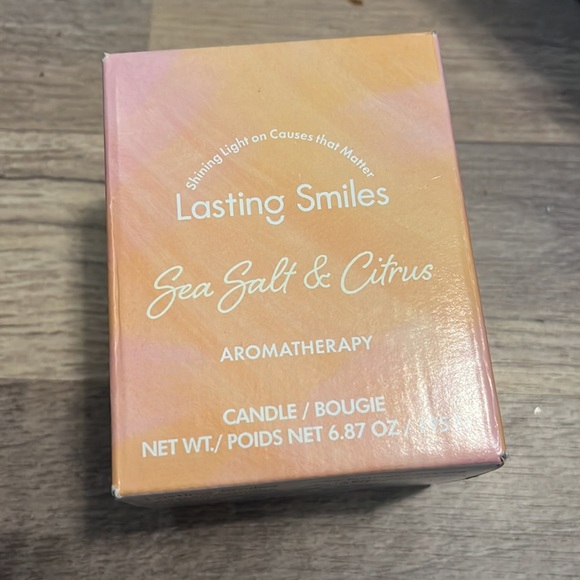 Shining Light on Causes that Matter
Lasting Smiles
Sea Salt & Citrus
AROMATHERAPY
CANDLE / BOUGIE
NET WT./ POIDS NET 6.87 OZ /